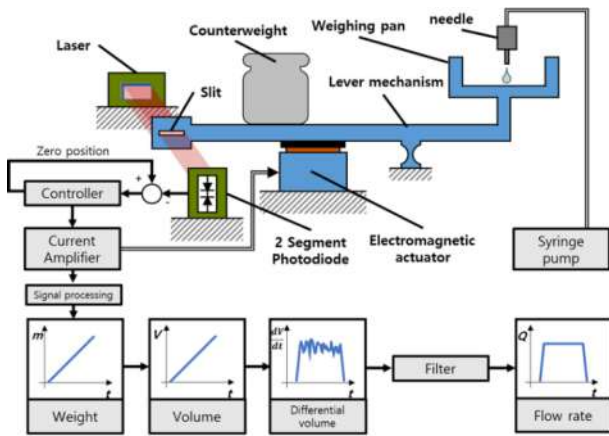 needle
Counterweight
Weighing pan
Laser
Slit
Lever mechanism
Zero position
+
-
Controller
2 Segment
Photodiode
Electromagnetic
actuator
Syringe
pump
Current
Amplifier
Signal processing
m
t
Weight
V
t
Volume
dV
dt
t
Differential
volume
Filter
Q
t
Flow rate